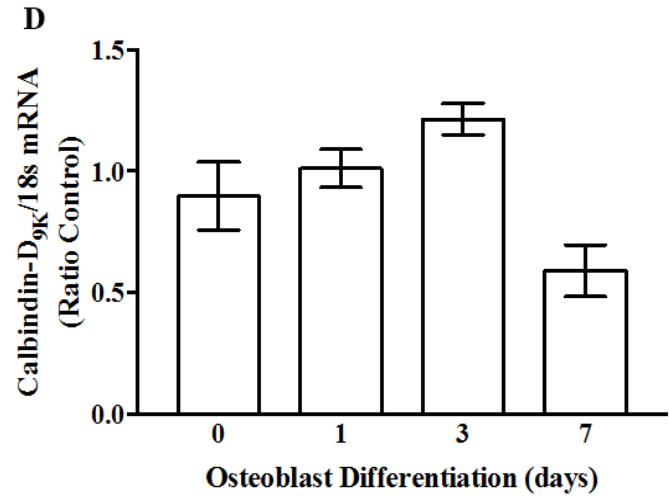 D
Calbindin-D9K/18s mRNA
(Ratio Control)
1.5
1.0
0.5
0.0
0 1 3 7
Osteoblast Differentiation (days)